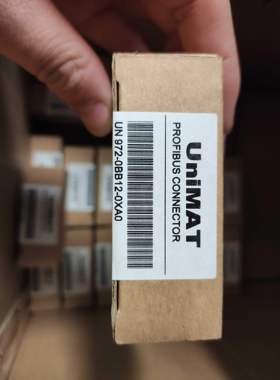 UniMAT
PROFIBUS CONNECTOR
UN 972-0BB12-0XA0